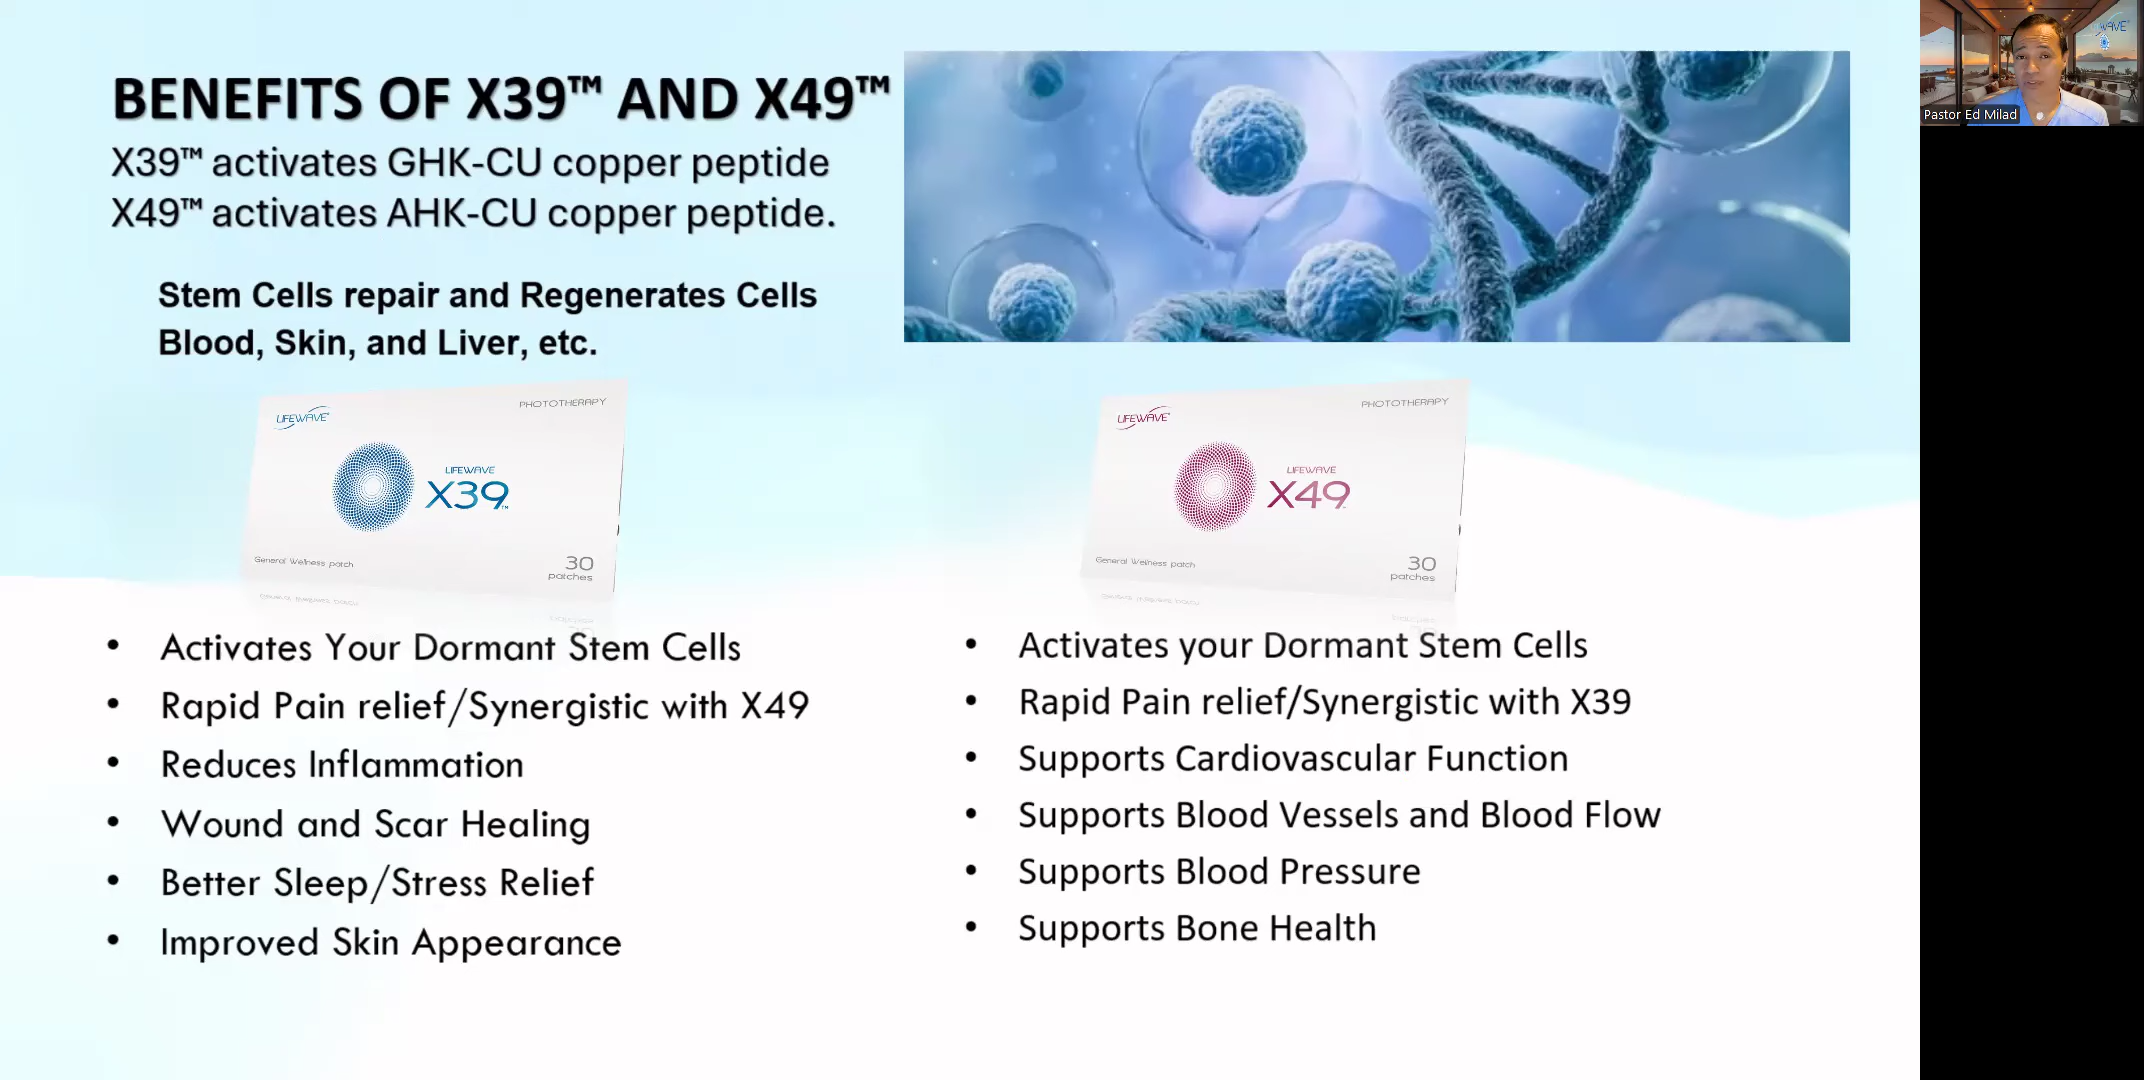 BENEFITS OF X39™ AND X49™
X39™ activates GHK-CU copper peptide
X49™ activates AHK-CU copper peptide.
Stem Cells repair and Regenerates Cells
Blood, Skin, and Liver, etc.
LIFEWAVE®
PHOTOTHERAPY
LIFEWAVE
X39™
General Wellness patch
30
patches
LIFEWAVE®
PHOTOTHERAPY
LIFEWAVE
X49
General Wellness patch
30
patches
• Activates Your Dormant Stem Cells
• Rapid Pain relief/Synergistic with X49
• Reduces Inflammation
• Wound and Scar Healing
• Better Sleep/Stress Relief
• Improved Skin Appearance
• Activates your Dormant Stem Cells
• Rapid Pain relief/Synergistic with X39
• Supports Cardiovascular Function
• Supports Blood Vessels and Blood Flow
• Supports Blood Pressure
• Supports Bone Health
Pastor Ed Milad